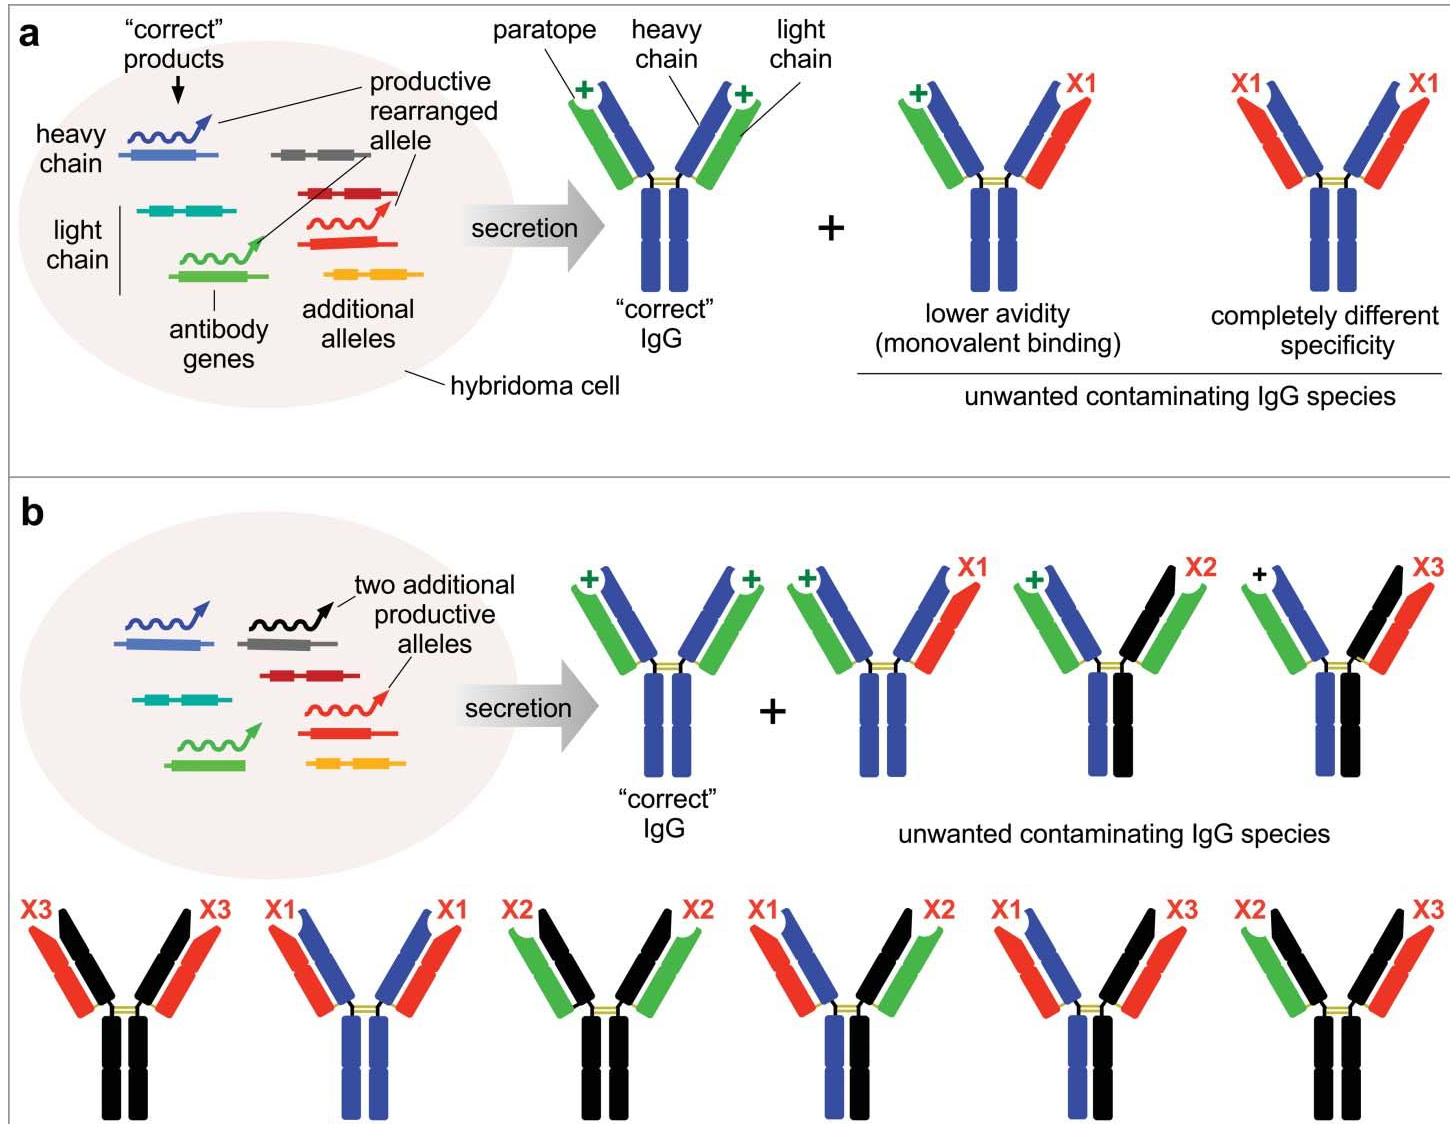 a
“correct”
products
productive
rearranged
allele
heavy
chain
light
chain
antibody
genes
additional
alleles
hybridoma cell
secretion
paratope
heavy
chain
light
chain
+
+
“correct”
IgG
+
+
X1
lower avidity
(monovalent binding)
X1
X1
completely different
specificity
unwanted contaminating IgG species
b
two additional
productive
alleles
secretion
+
+
“correct”
IgG
+
+
X1
+
X2
+
X3
unwanted contaminating IgG species
X3
X3
X1
X1
X2
X2
X1
X2
X1
X3
X2
X3